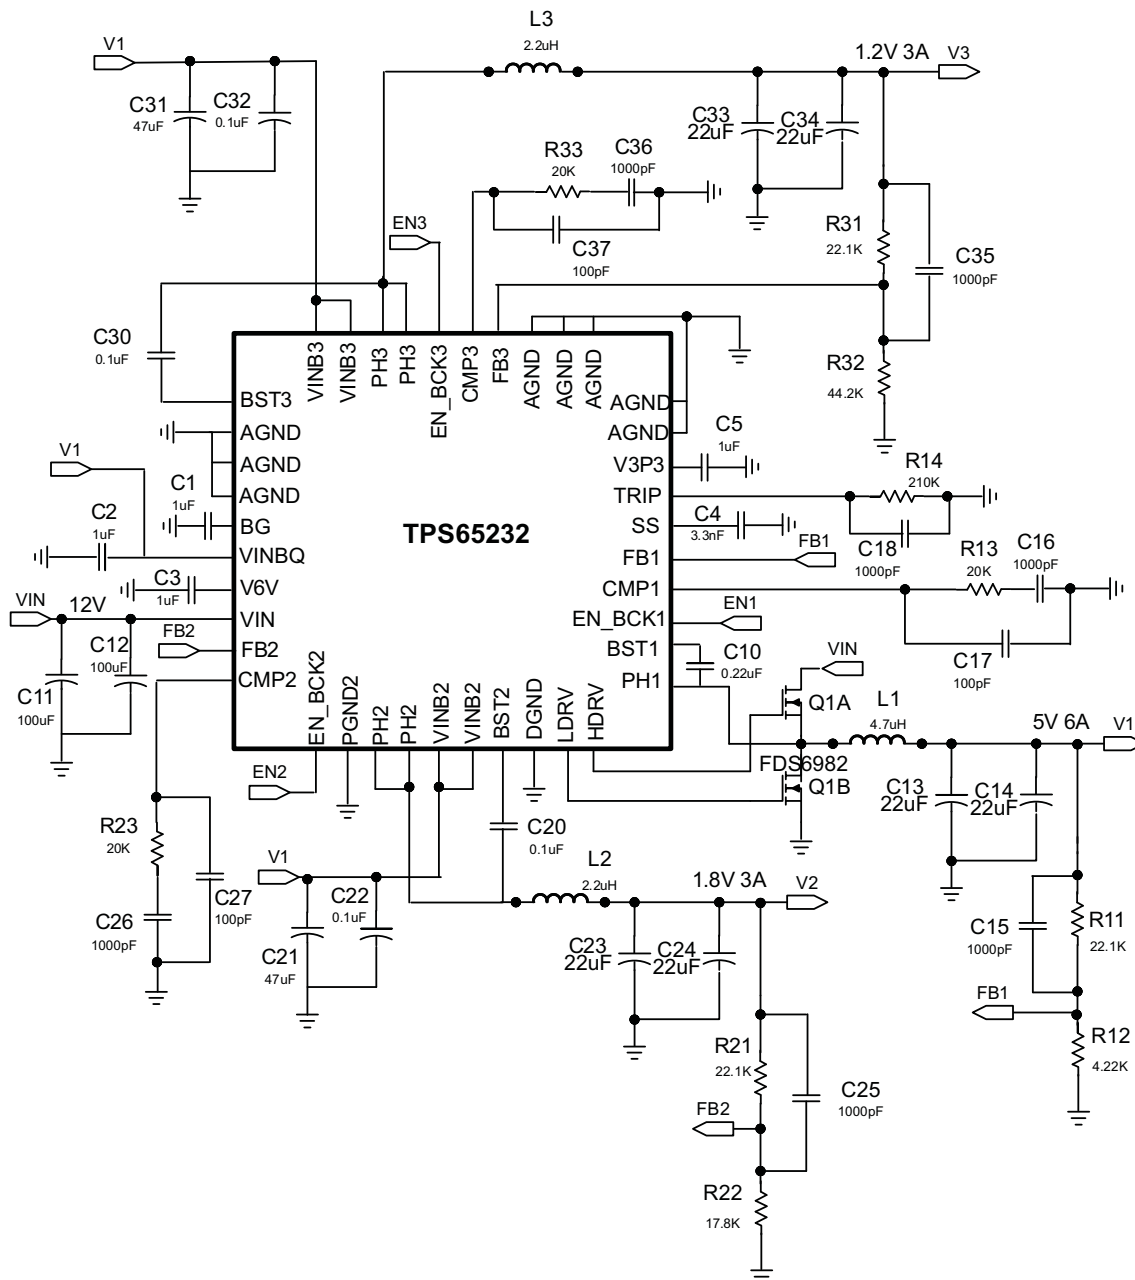 L3
2.2uH
V1
1.2V 3A
V3
C31
47uF
C32
0.1uF
C33
22uF
C34
22uF
R33
20K
C36
1000pF
C37
100pF
EN3
R31
22.1K
C35
1000pF
R32
44.2K
C30
0.1uF
VINB3
VINB3
PH3
PH3
EN_BCK3
CMP3
FB3
AGND
AGND
AGND
BST3
AGND
AGND
AGND
BG
VINBQ
V6V
VIN
FB2
CMP2
TPS65232
AGND
AGND
V3P3
TRIP
SS
FB1
CMP1
EN_BCK1
BST1
PH1
EN_BCK2
PGND2
PH2
PH2
VINB2
VINB2
BST2
DGND
LDRV
HDRV
V1
C1
1uF
C2
1uF
C3
1uF
VIN
12V
FB2
C12
100uF
C11
100uF
C5
1uF
R14
210K
C4
3.3nF
C18
1000pF
FB1
R13
20K
C16
1000pF
C17
100pF
EN1
C10
0.22uF
VIN
Q1A
L1
4.7uH
5V 6A
V1
FDS6982
Q1B
C13
22uF
C14
22uF
EN2
R23
20K
C27
100pF
C26
1000pF
V1
C22
0.1uF
C21
47uF
C20
0.1uF
L2
2.2uH
1.8V 3A
V2
C23
22uF
C24
22uF
C15
1000pF
R11
22.1K
FB1
R12
4.22K
R21
22.1K
C25
1000pF
FB2
R22
17.8K